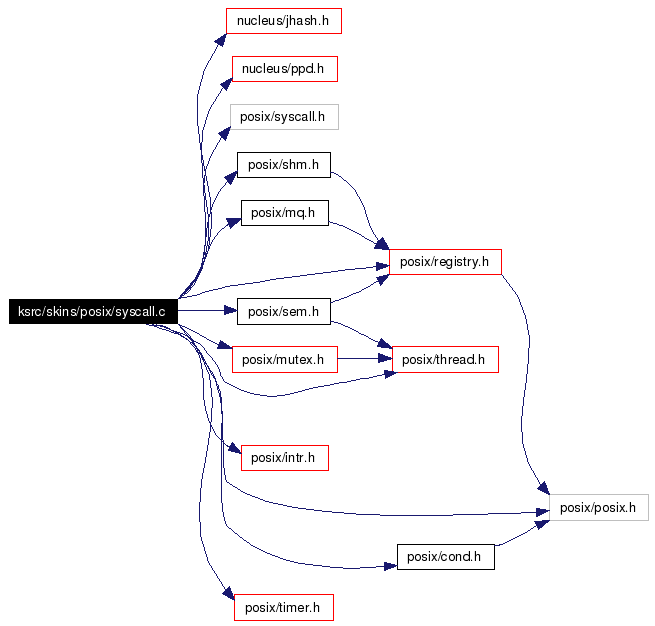 nucleus/jhash.h
nucleus/ppd.h
posix/syscall.h
posix/shm.h
posix/mq.h
posix/registry.h
ksrc/skins/posix/syscall.c
posix/sem.h
posix/mutex.h
posix/thread.h
posix/intr.h
posix/posix.h
posix/cond.h
posix/timer.h